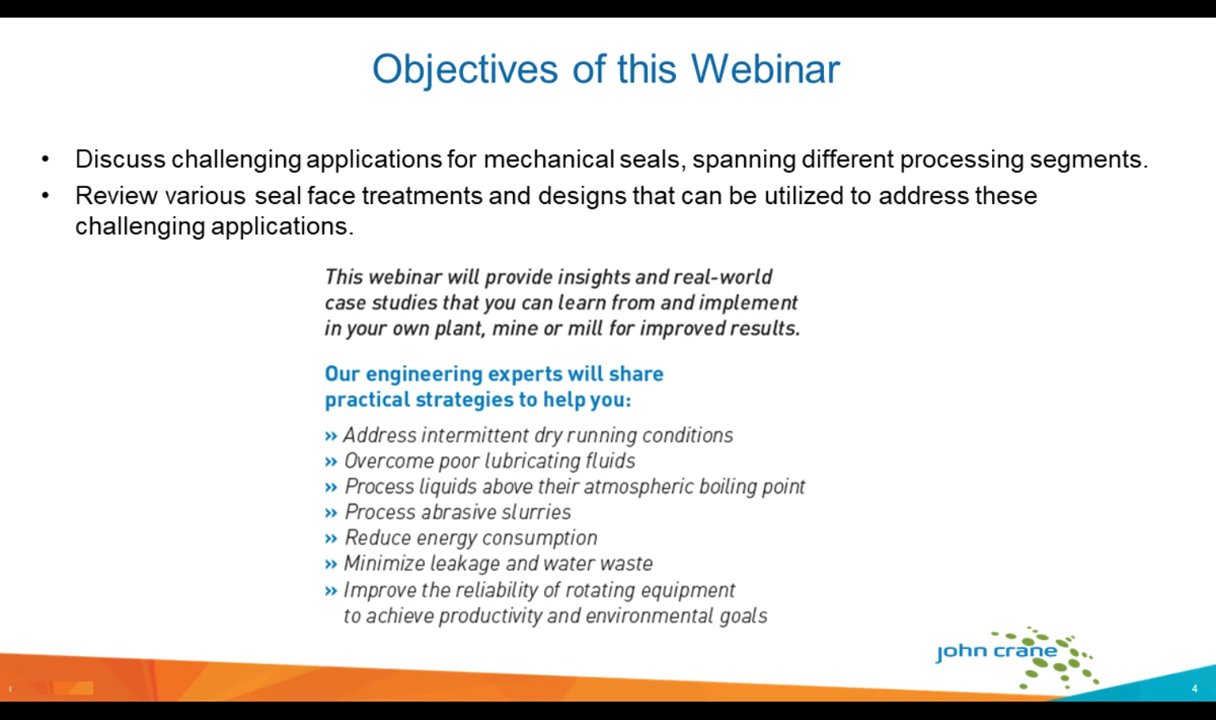 Objectives of this Webinar
• Discuss challenging applications for mechanical seals, spanning different processing segments.
• Review various seal face treatments and designs that can be utilized to address these
challenging applications.
This webinar will provide insights and real-world
case studies that you can learn from and implement
in your own plant, mine or mill for improved results.
Our engineering experts will share
practical strategies to help you:
» Address intermittent dry running conditions
» Overcome poor lubricating fluids
» Process liquids above their atmospheric boiling point
» Process abrasive slurries
» Reduce energy consumption
» Minimize leakage and water waste
» Improve the reliability of rotating equipment
to achieve productivity and environmental goals
john crane
4